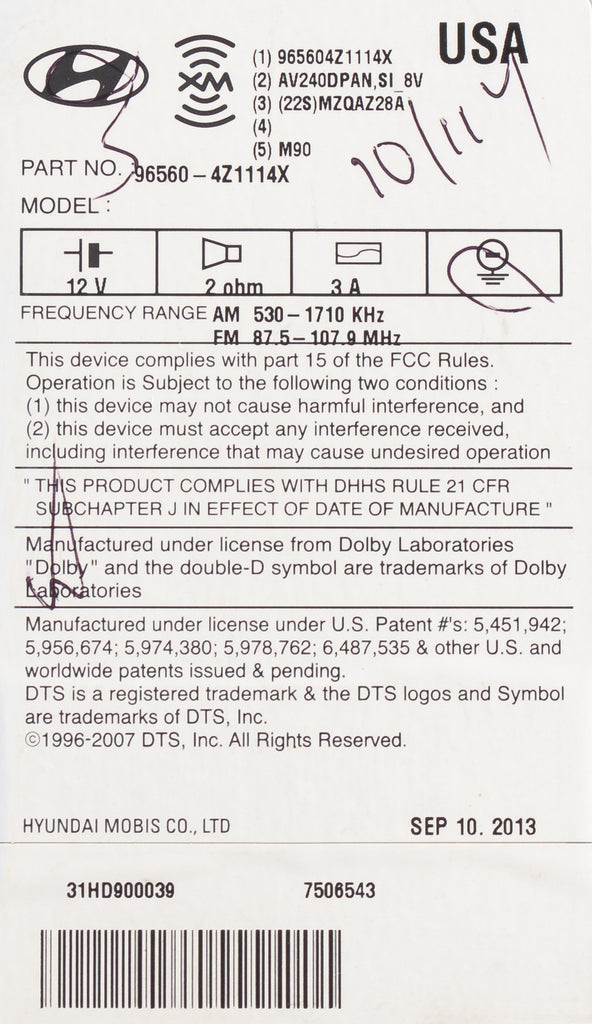 USA
XM
(1) 965604Z1114X
(2) AV240DPAN,SI_8V
(3) (22S)MZQAZ28A
(4)
(5) M90
10/11
PART NO. 96560-4Z1114X
MODEL :
12 V 2 ohm 3 A
FREQUENCY RANGE AM 530-1710 KHz
FM 87.5-107.9 MHz
This device complies with part 15 of the FCC Rules.
Operation is Subject to the following two conditions :
(1) this device may not cause harmful interference, and
(2) this device must accept any interference received,
including interference that may cause undesired operation
" THIS PRODUCT COMPLIES WITH DHHS RULE 21 CFR
SUBCHAPTER J IN EFFECT OF DATE OF MANUFACTURE "
Manufactured under license from Dolby Laboratories
"Dolby" and the double-D symbol are trademarks of Dolby
Laboratories
Manufactured under license under U.S. Patent #'s: 5,451,942;
5,956,674; 5,974,380; 5,978,762; 6,487,535 & other U.S. and
worldwide patents issued & pending.
DTS is a registered trademark & the DTS logos and Symbol
are trademarks of DTS, Inc.
©1996-2007 DTS, Inc. All Rights Reserved.
HYUNDAI MOBIS CO., LTD SEP 10. 2013
31HD900039 7506543